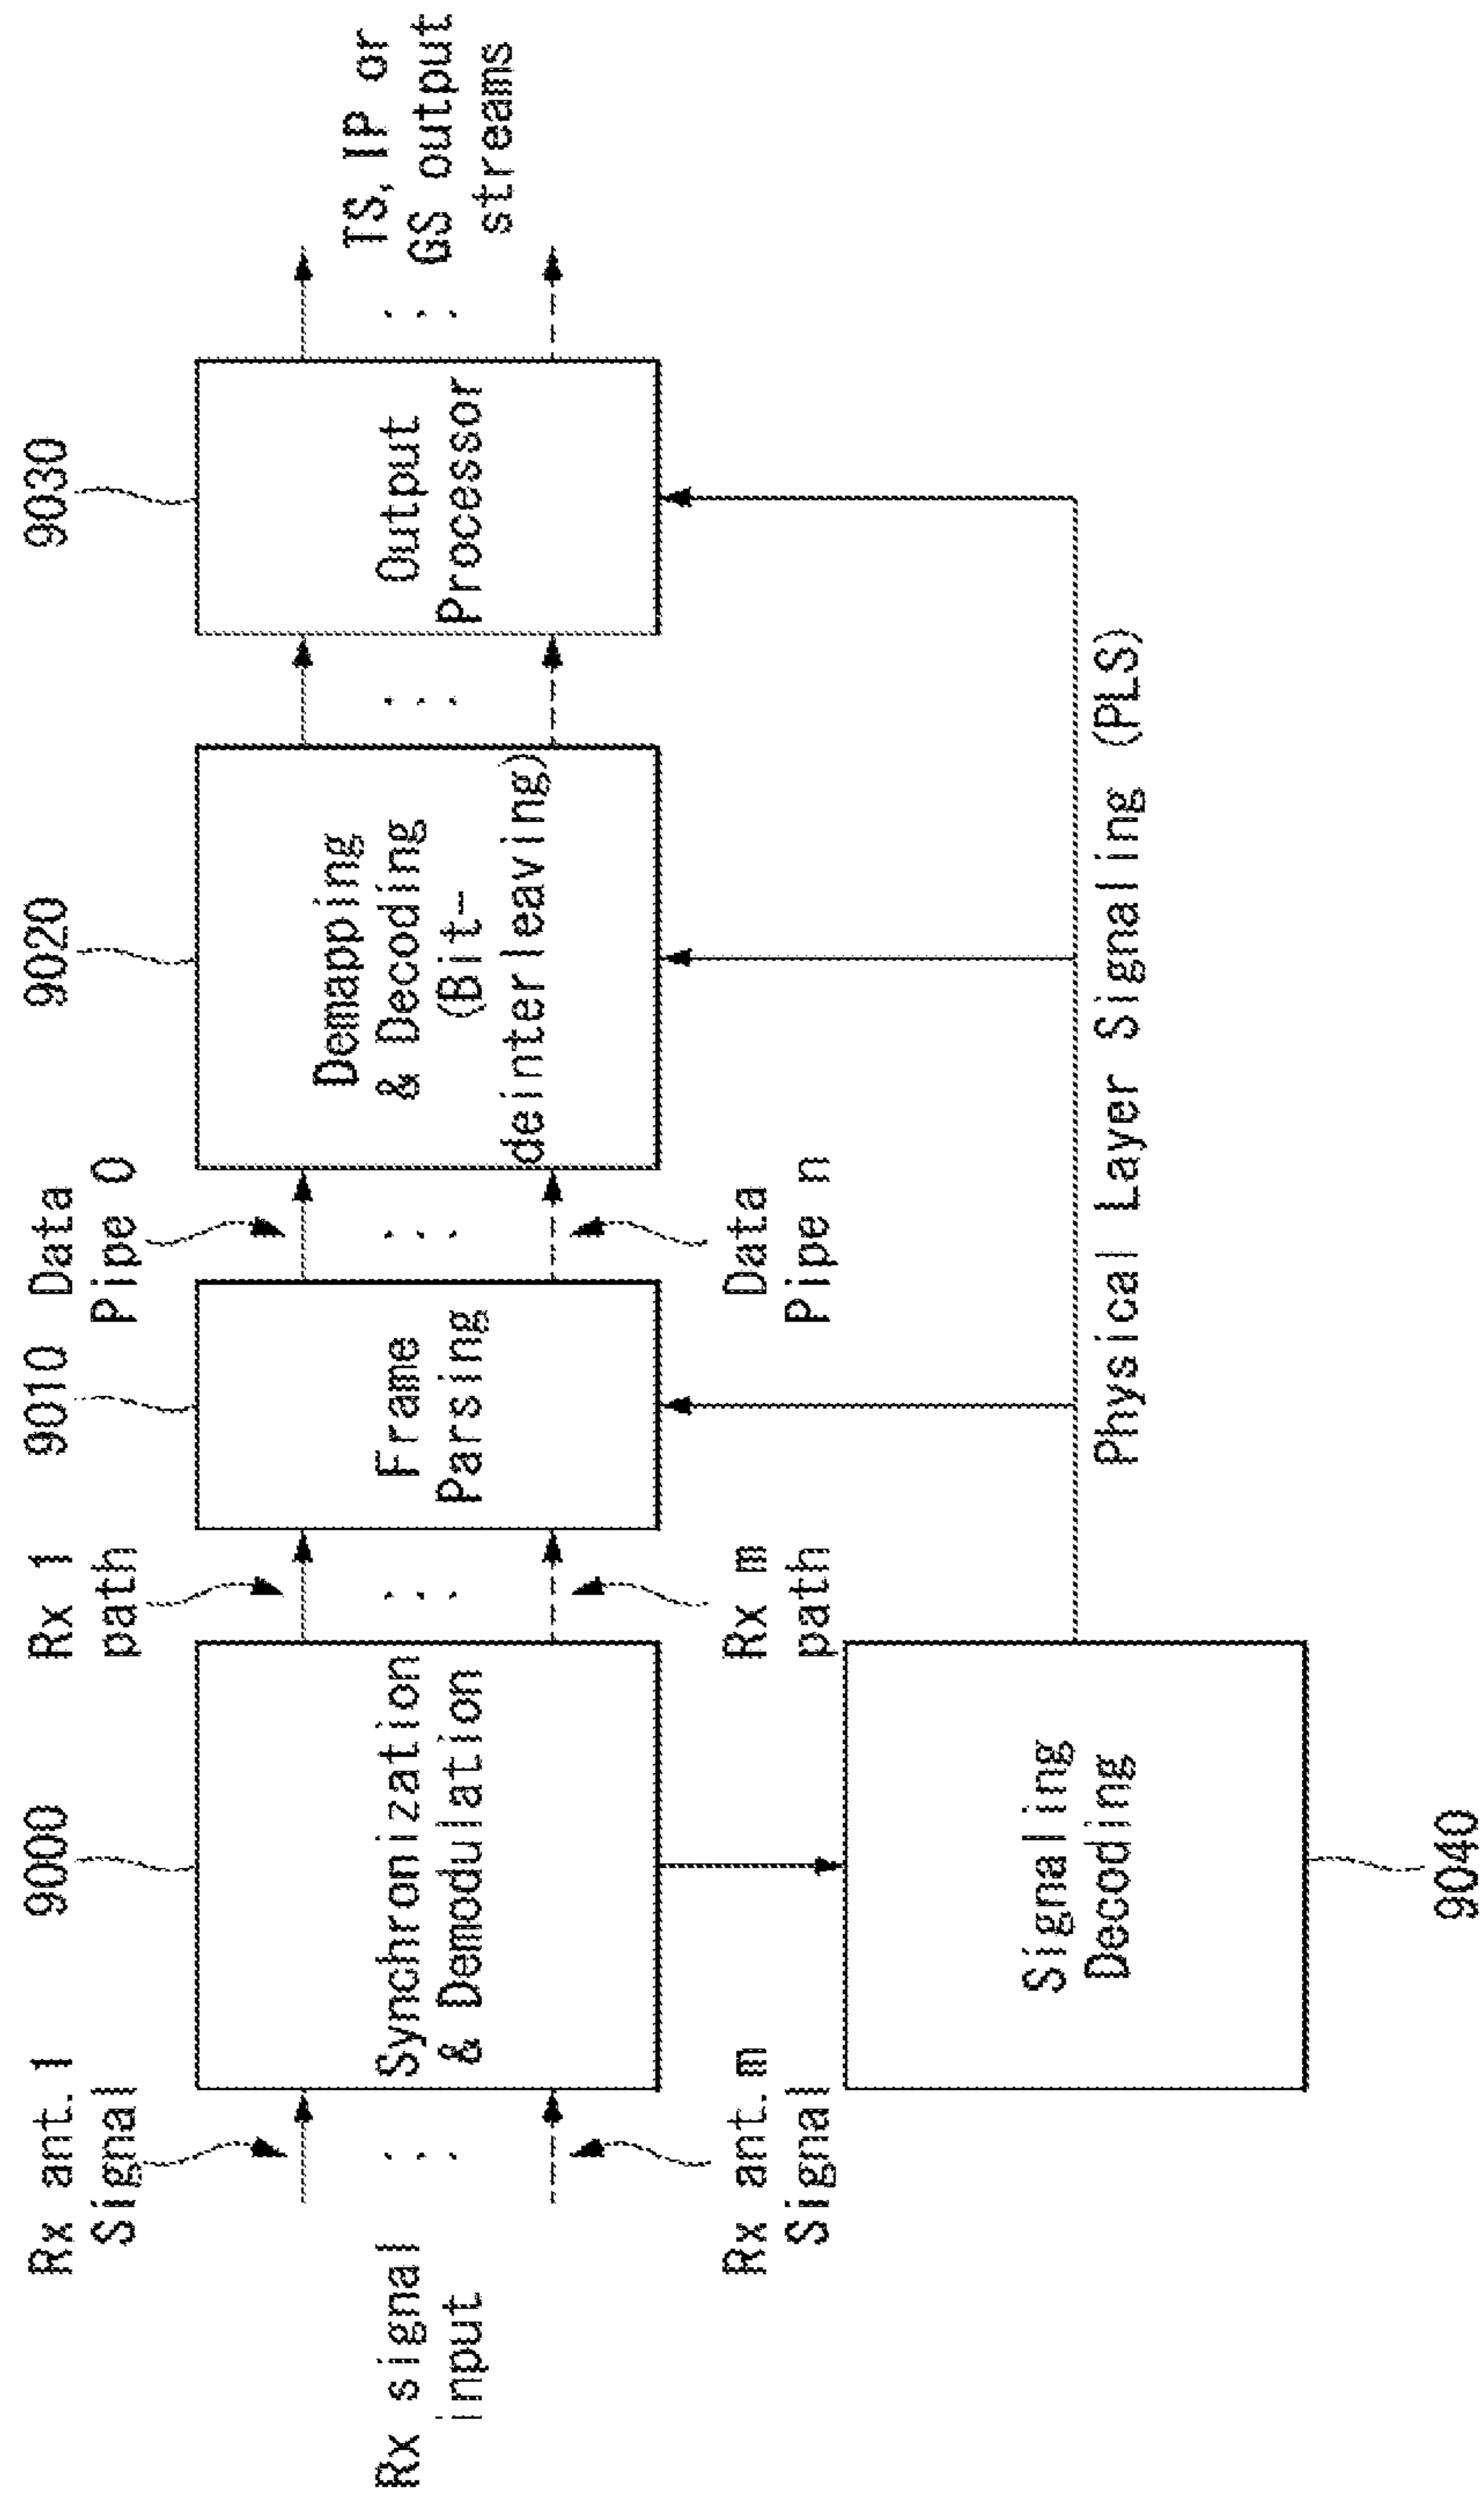 Rx signal
input
Rx ant.1
Signal
Rx ant.m
Signal
9000
Synchronization
& Demodulation
Rx 1
path
Rx m
path
9010
Frame
Parsing
Data
Pipe 0
Data
Pipe n
9020
Demapping
& Decoding
(Bit-
deinterleaving)
9030
Output
Processor
TS, IP or
GS output
streams
Signaling
Decoding
9040
Physical Layer Signaling (PLS)